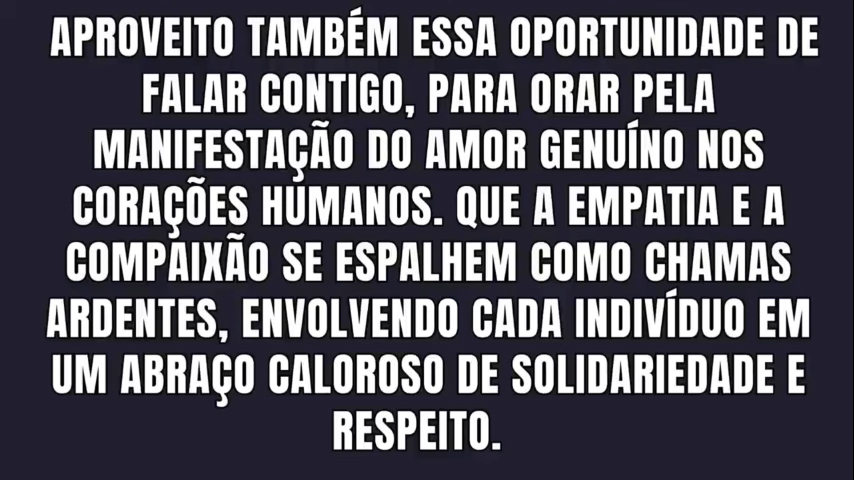 APROVEITO TAMBÉM ESSA OPORTUNIDADE DE
FALAR CONTIGO, PARA ORAR PELA
MANIFESTAÇÃO DO AMOR GENUÍNO NOS
CORAÇÕES HUMANOS. QUE A EMPATIA E A
COMPAIXÃO SE ESPALHEM COMO CHAMAS
ARDENTES, ENVOLVENDO CADA INDIVÍDUO EM
UM ABRAÇO CALOROSO DE SOLIDARIEDADE E
RESPEITO.